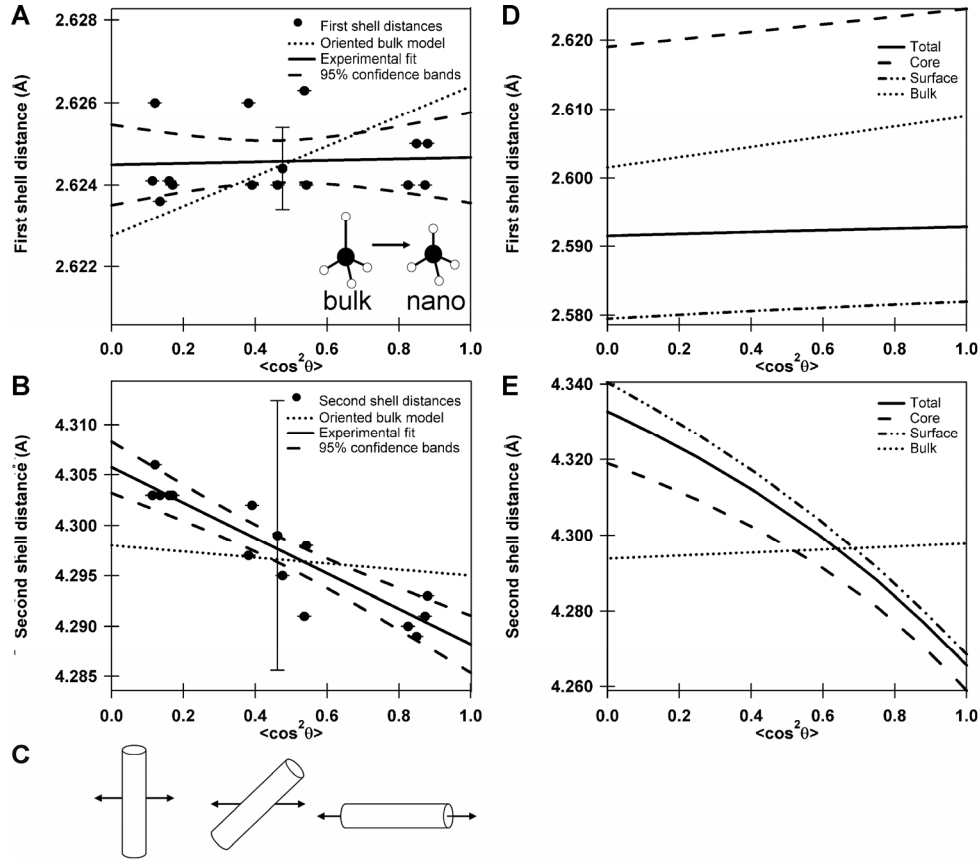 A
2.628
2.626
2.624
2.622
First shell distance (Å)
First shell distances
Oriented bulk model
Experimental fit
95% confidence bands
bulk
nano
0.0 0.2 0.4 0.6 0.8 1.0
<cos²θ>
D
2.620
2.610
2.600
2.590
2.580
First shell distance (Å)
Total
Core
Surface
Bulk
0.0 0.2 0.4 0.6 0.8 1.0
<cos²θ>
B
4.310
4.305
4.300
4.295
4.290
4.285
Second shell distance (Å)
Second shell distances
Oriented bulk model
Experimental fit
95% confidence bands
0.0 0.2 0.4 0.6 0.8 1.0
<cos²θ>
E
4.340
4.320
4.300
4.280
4.260
Second shell distance (Å)
Total
Core
Surface
Bulk
0.0 0.2 0.4 0.6 0.8 1.0
<cos²θ>
C